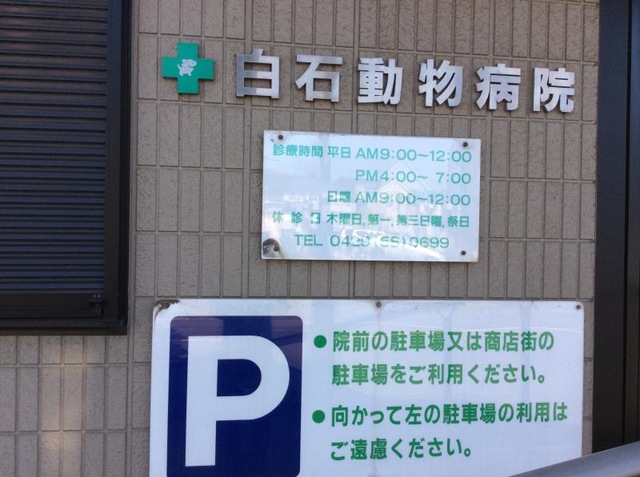 白石動物病院
診療時間 平日 AM9:00～12:00
PM4:00～7:00
日曜 AM9:00～12:00
休診日 木曜日、第一、第三日曜、祭日
TEL 0429(55)9699
P
●院前の駐車場又は商店街の
駐車場をご利用ください。
●向かって左の駐車場の利用は
ご遠慮ください。